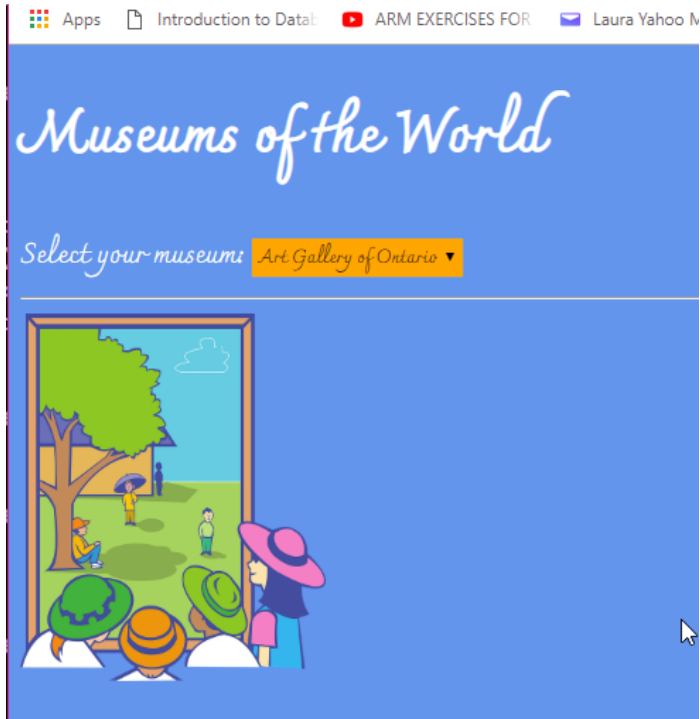 Apps Introduction to Datab ARM EXERCISES FOR Laura Yahoo M
Museums of the World
Select your museum: Art Gallery of Ontario ▼